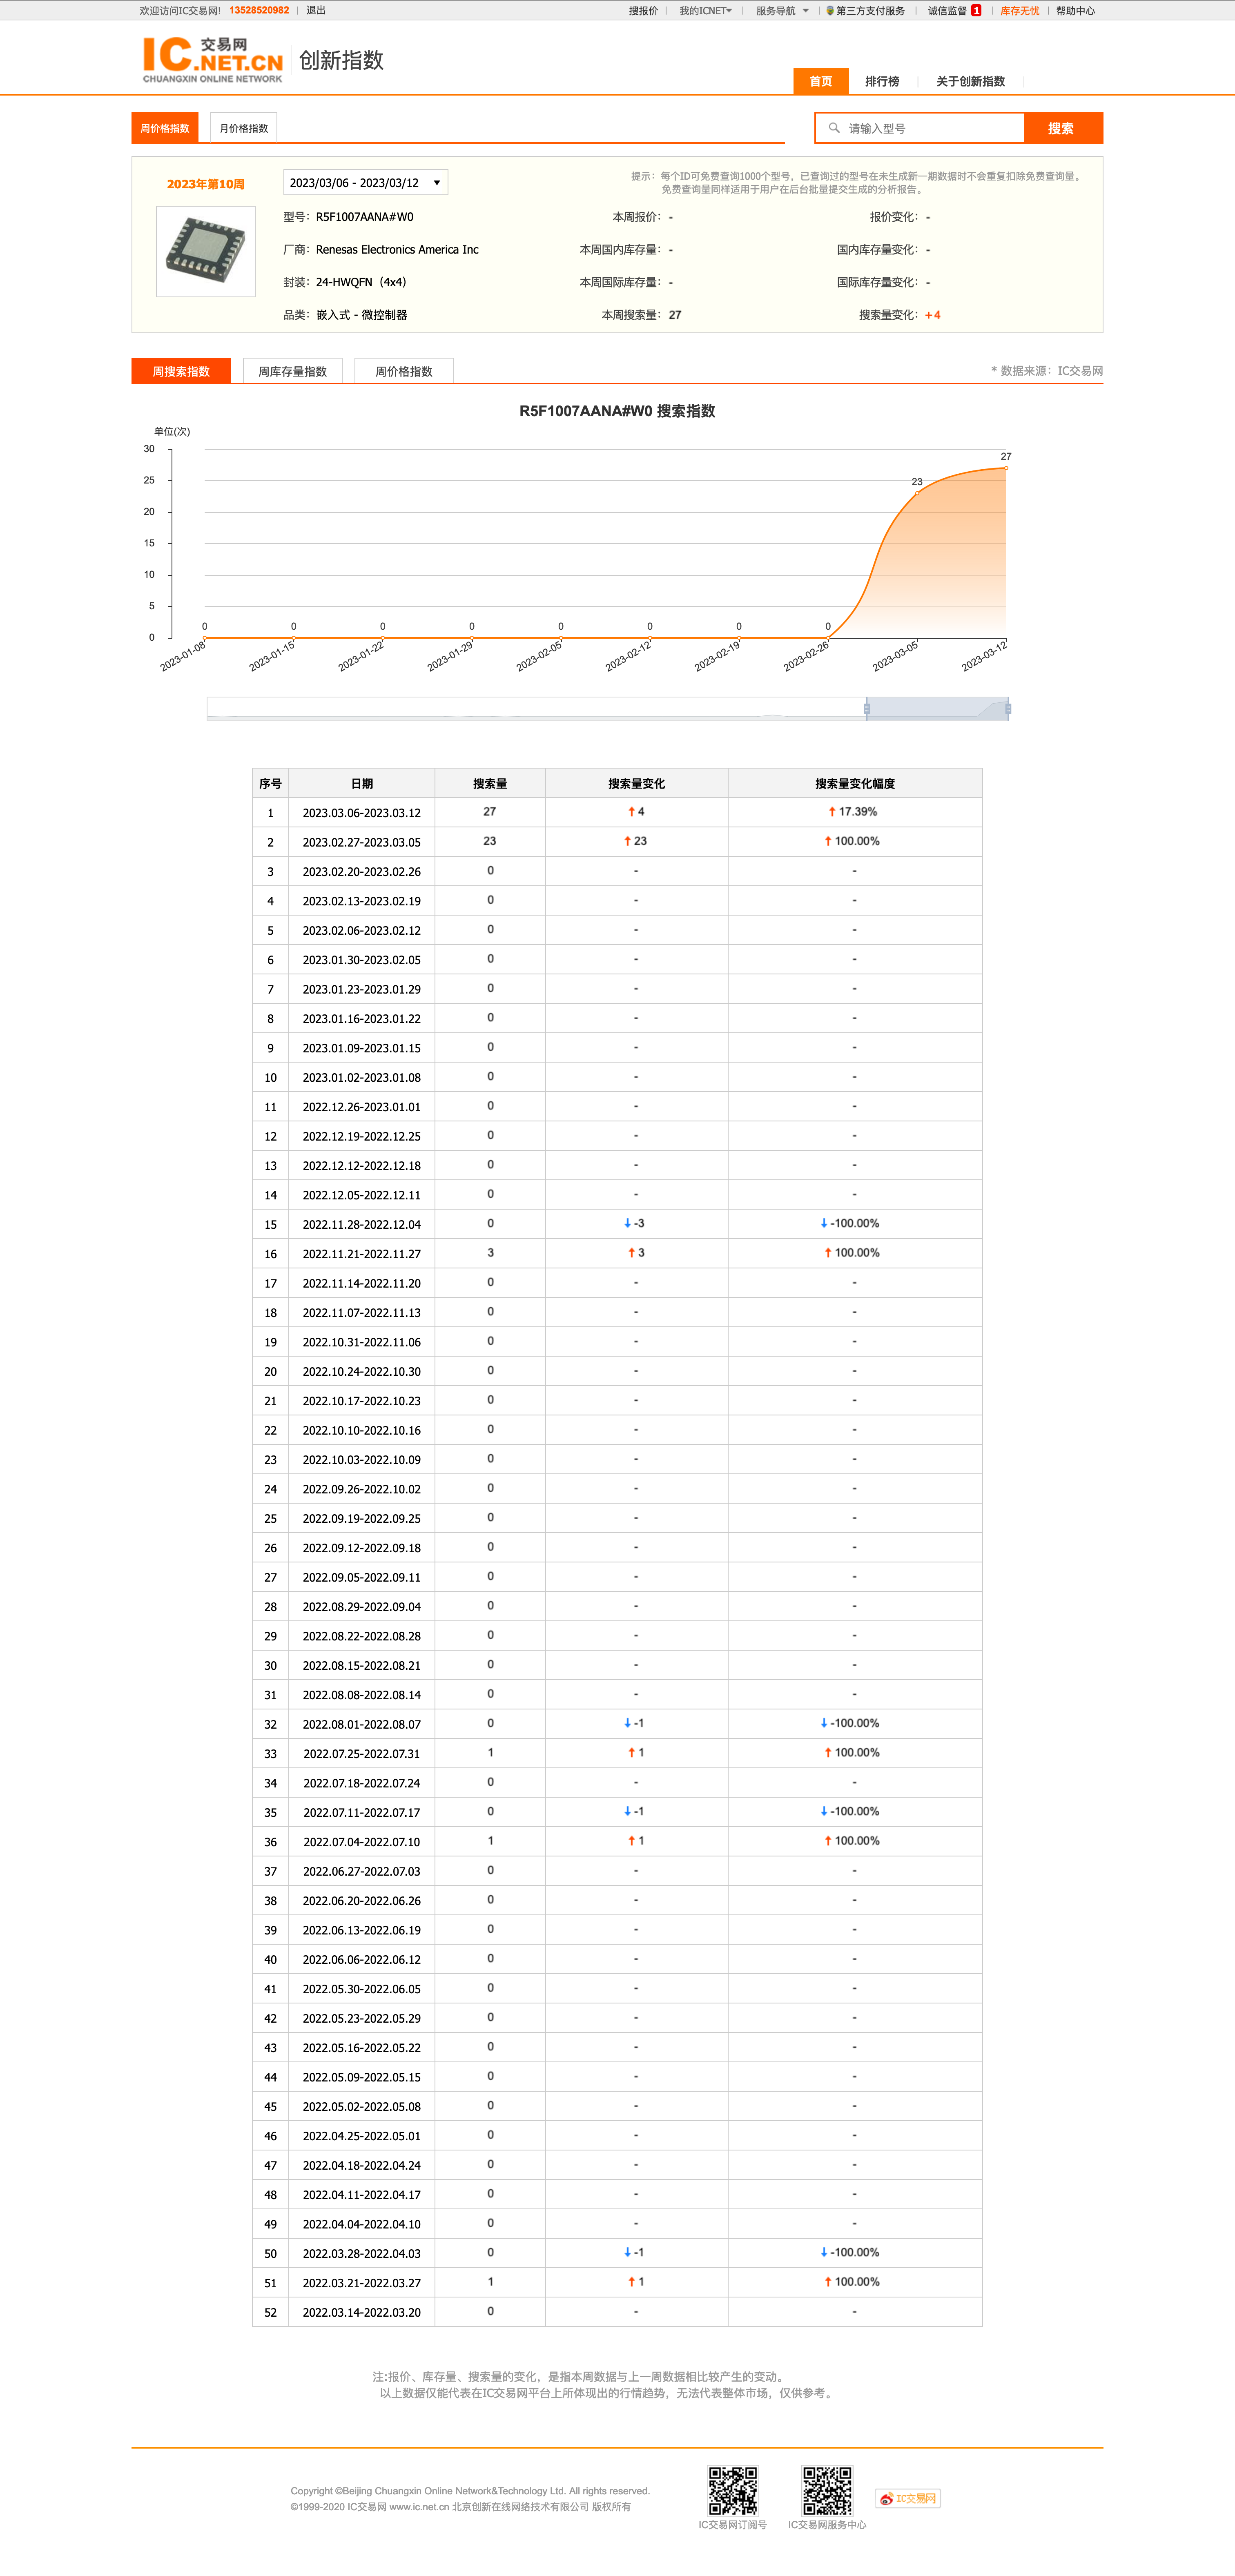 欢迎访问IC交易网! 13528520982 | 退出 搜报价 | 我的ICNET | 服务导航 | 第三方支付服务 | 诚信监督 1 | 库存无忧 | 帮助中心
IC 交易网 .NET.CN 创新指数
CHUANGXIN ONLINE NETWORK
首页 排行榜 关于创新指数
周价格指数 月价格指数 请输入型号 搜索
2023年第10周 2023/03/06 - 2023/03/12 提示：每个ID可免费查询1000个型号，已查询过的型号在未生成新一期数据时不会重复扣除免费查询量。
免费查询量同样适用于用户在后台批量提交生成的分析报告。
型号：R5F1007AANA#W0 本周报价：- 报价变化：-
厂商：Renesas Electronics America Inc 本周国内库存量：- 国内库存量变化：-
封装：24-HWQFN（4x4） 本周国际库存量：- 国际库存量变化：-
品类：嵌入式 - 微控制器 本周搜索量：27 搜索量变化：+4
周搜索指数 周库存量指数 周价格指数 * 数据来源：IC交易网
R5F1007AANA#W0 搜索指数
单位(次)
30
27
25
23
20
15
10
5
0 0 0 0 0 0 0 0
0
2023-01-08 2023-01-15 2023-01-22 2023-01-29 2023-02-05 2023-02-12 2023-02-19 2023-02-26 2023-03-05 2023-03-12
序号 日期 搜索量 搜索量变化 搜索量变化幅度
1 2023.03.06-2023.03.12 27 ↑4 ↑17.39%
2 2023.02.27-2023.03.05 23 ↑23 ↑100.00%
3 2023.02.20-2023.02.26 0 - -
4 2023.02.13-2023.02.19 0 - -
5 2023.02.06-2023.02.12 0 - -
6 2023.01.30-2023.02.05 0 - -
7 2023.01.23-2023.01.29 0 - -
8 2023.01.16-2023.01.22 0 - -
9 2023.01.09-2023.01.15 0 - -
10 2023.01.02-2023.01.08 0 - -
11 2022.12.26-2023.01.01 0 - -
12 2022.12.19-2022.12.25 0 - -
13 2022.12.12-2022.12.18 0 - -
14 2022.12.05-2022.12.11 0 - -
15 2022.11.28-2022.12.04 0 ↓-3 ↓-100.00%
16 2022.11.21-2022.11.27 3 ↑3 ↑100.00%
17 2022.11.14-2022.11.20 0 - -
18 2022.11.07-2022.11.13 0 - -
19 2022.10.31-2022.11.06 0 - -
20 2022.10.24-2022.10.30 0 - -
21 2022.10.17-2022.10.23 0 - -
22 2022.10.10-2022.10.16 0 - -
23 2022.10.03-2022.10.09 0 - -
24 2022.09.26-2022.10.02 0 - -
25 2022.09.19-2022.09.25 0 - -
26 2022.09.12-2022.09.18 0 - -
27 2022.09.05-2022.09.11 0 - -
28 2022.08.29-2022.09.04 0 - -
29 2022.08.22-2022.08.28 0 - -
30 2022.08.15-2022.08.21 0 - -
31 2022.08.08-2022.08.14 0 - -
32 2022.08.01-2022.08.07 0 ↓-1 ↓-100.00%
33 2022.07.25-2022.07.31 1 ↑1 ↑100.00%
34 2022.07.18-2022.07.24 0 - -
35 2022.07.11-2022.07.17 0 ↓-1 ↓-100.00%
36 2022.07.04-2022.07.10 1 ↑1 ↑100.00%
37 2022.06.27-2022.07.03 0 - -
38 2022.06.20-2022.06.26 0 - -
39 2022.06.13-2022.06.19 0 - -
40 2022.06.06-2022.06.12 0 - -
41 2022.05.30-2022.06.05 0 - -
42 2022.05.23-2022.05.29 0 - -
43 2022.05.16-2022.05.22 0 - -
44 2022.05.09-2022.05.15 0 - -
45 2022.05.02-2022.05.08 0 - -
46 2022.04.25-2022.05.01 0 - -
47 2022.04.18-2022.04.24 0 - -
48 2022.04.11-2022.04.17 0 - -
49 2022.04.04-2022.04.10 0 - -
50 2022.03.28-2022.04.03 0 ↓-1 ↓-100.00%
51 2022.03.21-2022.03.27 1 ↑1 ↑100.00%
52 2022.03.14-2022.03.20 0 - -
注:报价、库存量、搜索量的变化，是指本周数据与上一周数据相比较产生的变动。
以上数据仅能代表在IC交易网平台上所体现出的行情趋势，无法代表整体市场，仅供参考。
Copyright ©Beijing Chuangxin Online Network&Technology Ltd. All rights reserved.
©1999-2020 IC交易网 www.ic.net.cn 北京创新在线网络技术有限公司 版权所有
IC交易网订阅号 IC交易网服务中心 IC交易网